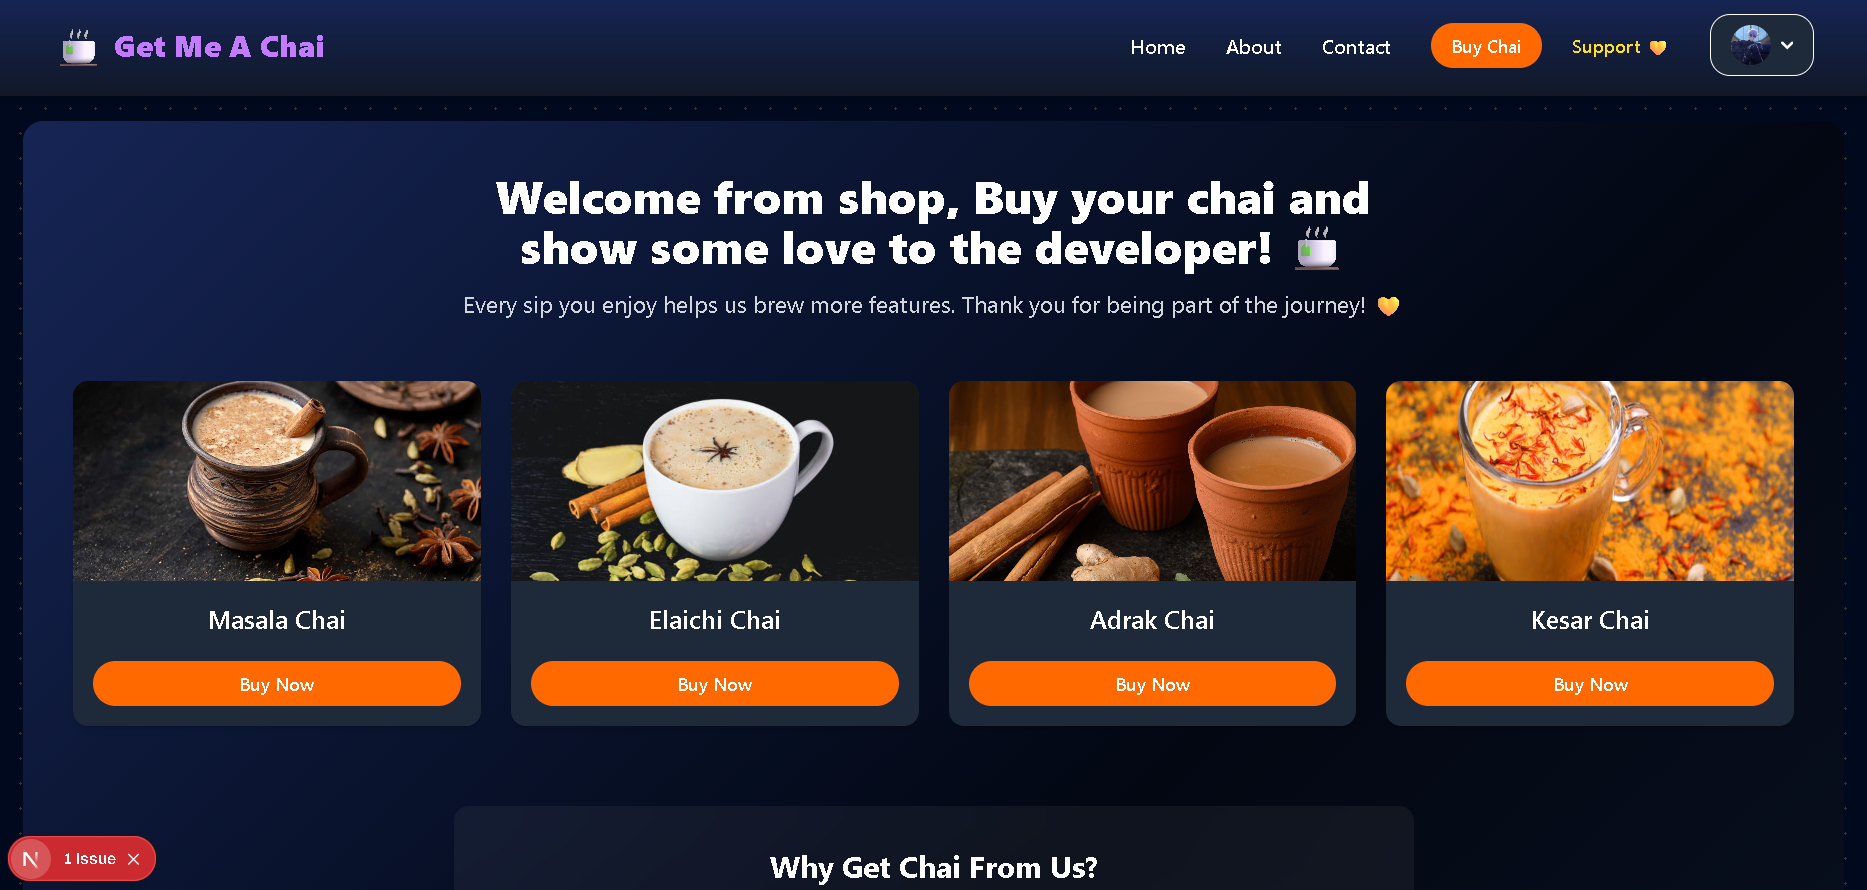 Get Me A Chai
Home
About
Contact
Buy Chai
Support 💛
Welcome from shop, Buy your chai and
show some love to the developer!
Every sip you enjoy helps us brew more features. Thank you for being part of the journey! 💛
Masala Chai
Elaichi Chai
Adrak Chai
Kesar Chai
Buy Now
Buy Now
Buy Now
Buy Now
Why Get Chai From Us?
N
1 Issue